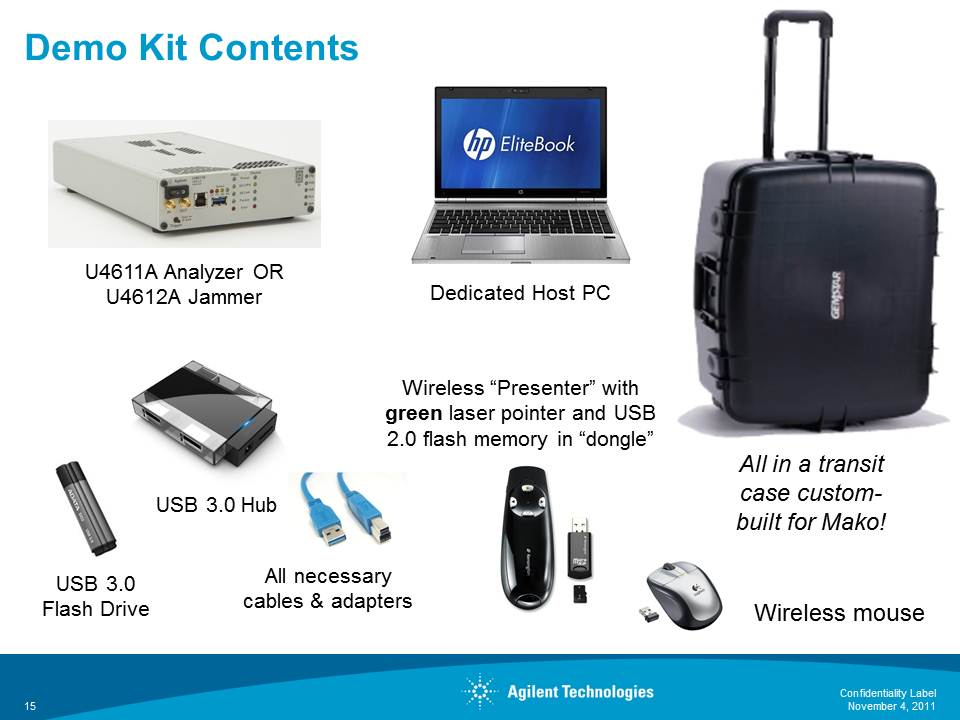 Demo Kit Contents
hp EliteBook
U4611A Analyzer OR
U4612A Jammer
Dedicated Host PC
GEMSTAR
Wireless “Presenter” with
green laser pointer and USB
2.0 flash memory in “dongle”
All in a transit
case custom-
built for Mako!
ADATA
USB 3.0 Hub
Kensington
USB 3.0
Flash Drive
All necessary
cables & adapters
Wireless mouse
Agilent Technologies
15
Confidentiality Label
November 4, 2011